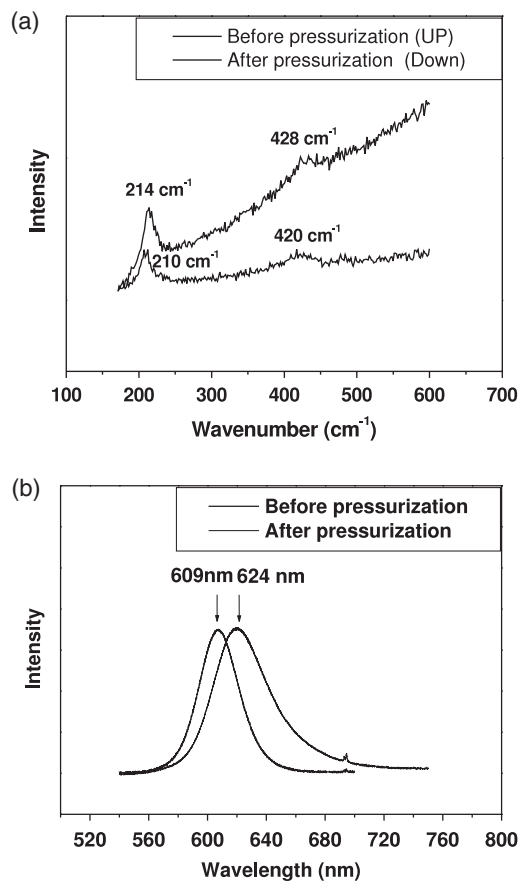 (a)
Before pressurization (UP)
After pressurization (Down)
Intensity
214 cm-1
428 cm-1
210 cm-1
420 cm-1
100 200 300 400 500 600 700
Wavenumber (cm-1)
(b)
Before pressurization
After pressurization
609nm 624 nm
Intensity
520 560 600 640 680 720 760 800
Wavelength (nm)